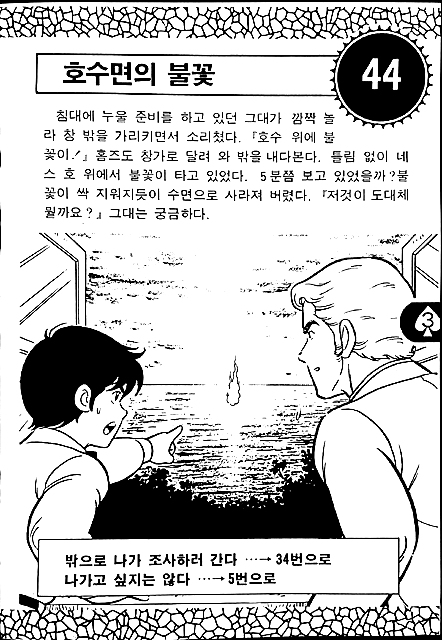 호수면의 불꽃
44
침대에 누울 준비를 하고 있던 그대가 깜짝 놀
라 창 밖을 가리키면서 소리쳤다. 『호수 위에 불
꽃이!』 홈즈도 창가로 달려 와 밖을 내다본다. 틀림 없이 네
스 호 위에서 불꽃이 타고 있었다. 5분쯤 보고 있었을까?불
꽃이 싹 지워지듯이 수면으로 사라져 버렸다. 『저것이 도대체
뭘까요?』 그대는 궁금하다.
3
밖으로 나가 조사하러 간다 ···→ 34번으로
나가고 싶지는 않다 ···→ 5번으로